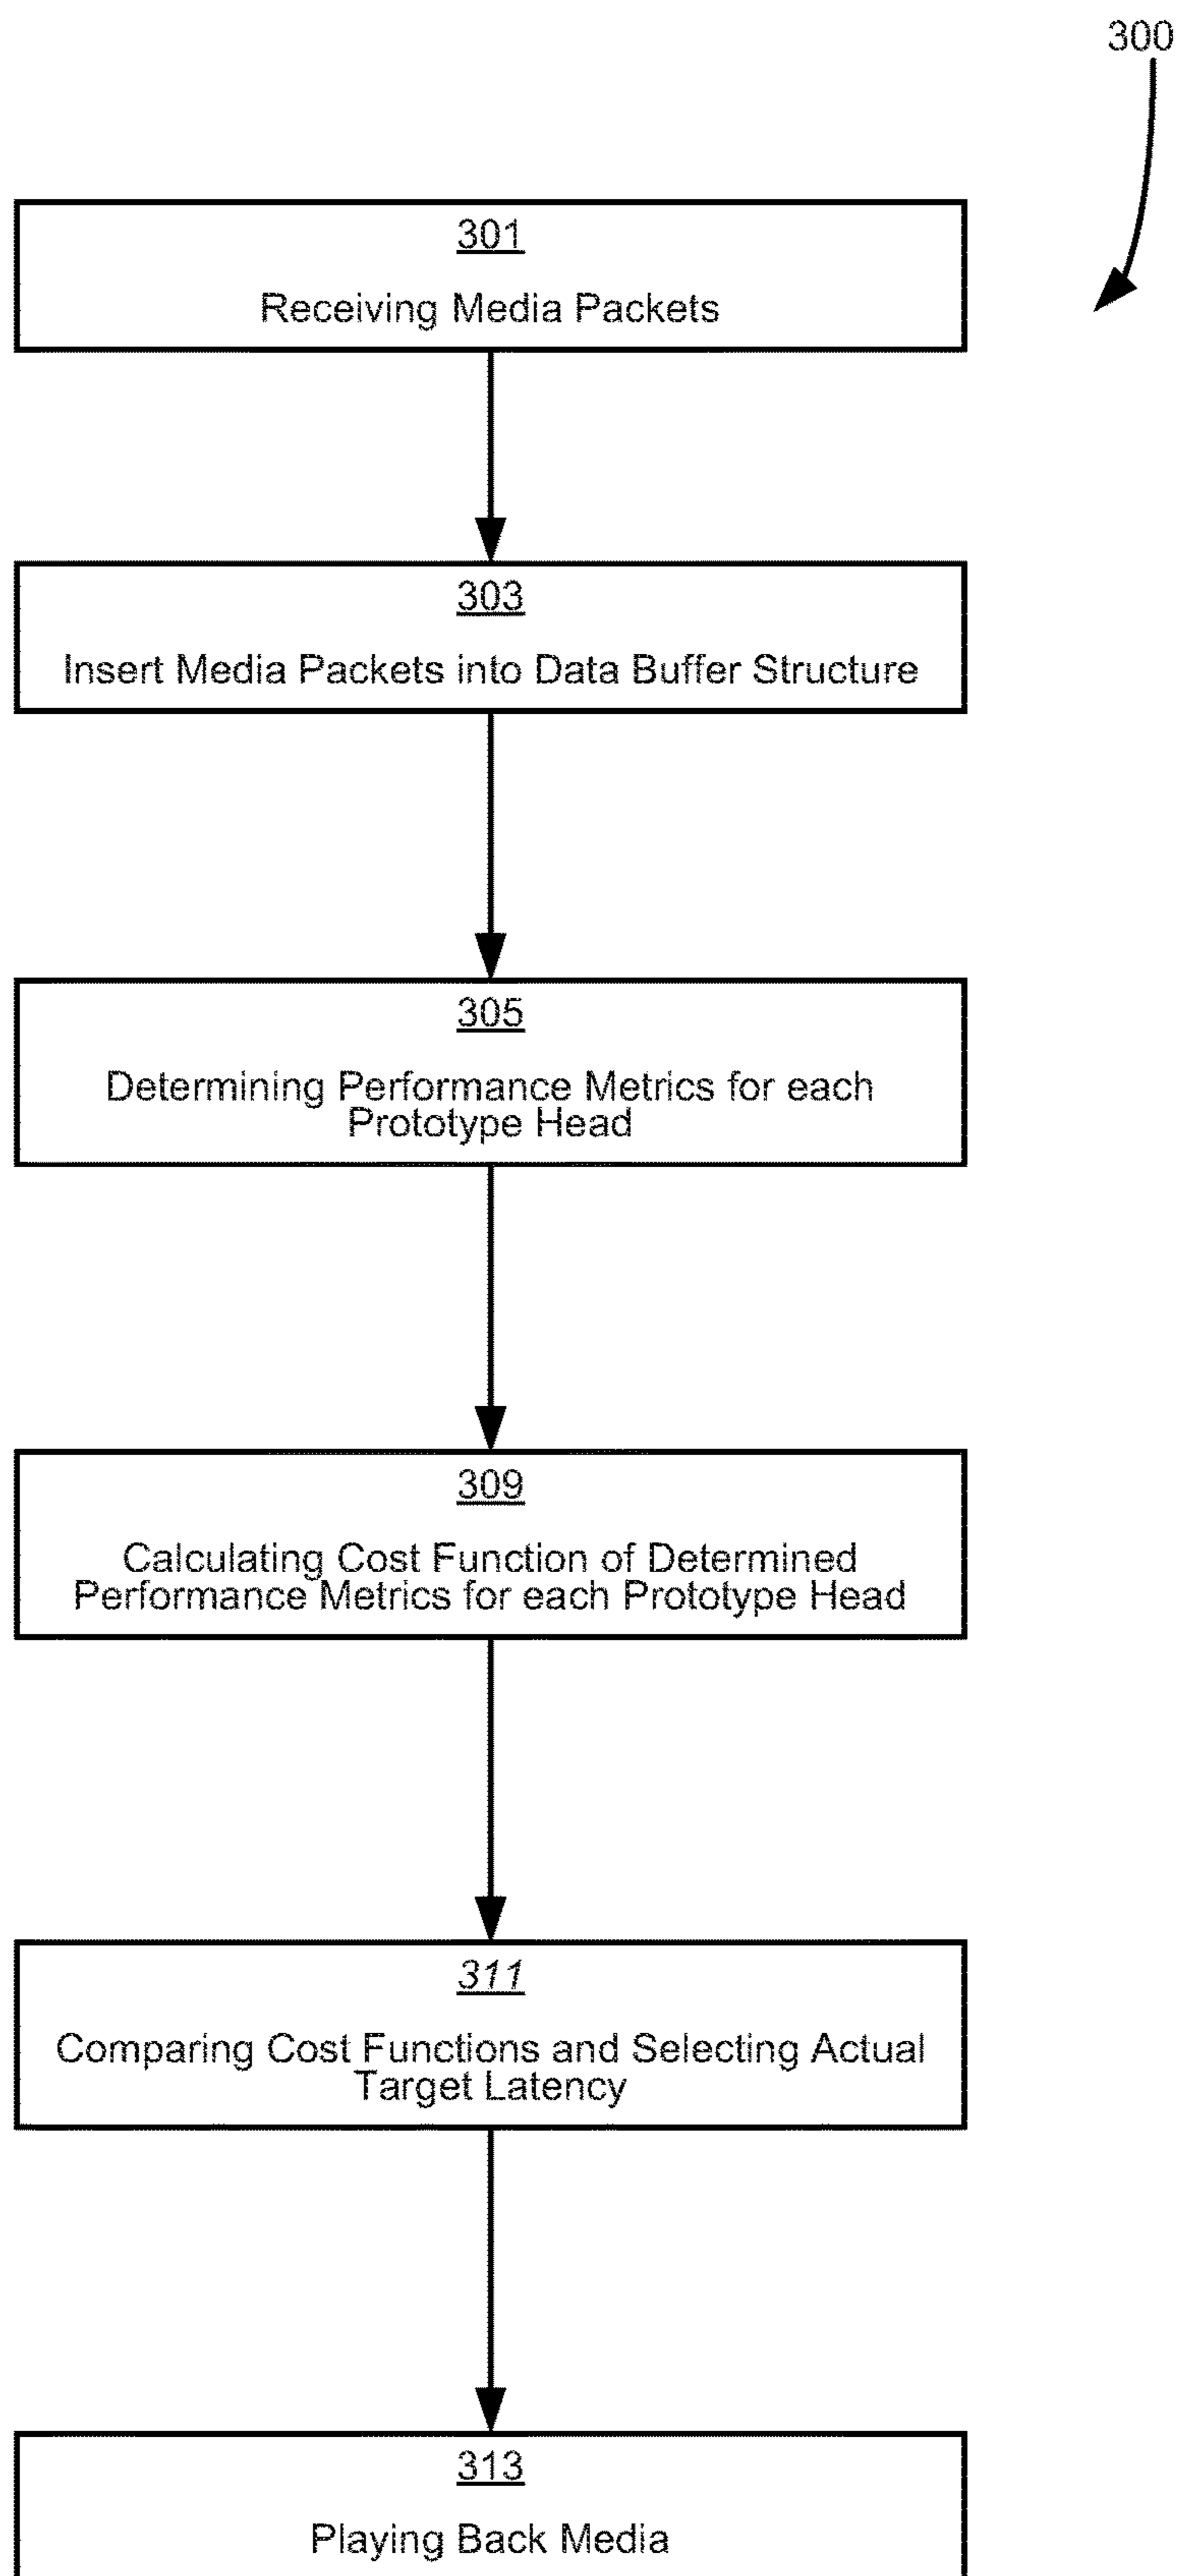 300
301
Receiving Media Packets
303
Insert Media Packets into Data Buffer Structure
305
Determining Performance Metrics for each
Prototype Head
309
Calculating Cost Function of Determined
Performance Metrics for each Prototype Head
311
Comparing Cost Functions and Selecting Actual
Target Latency
313
Playing Back Media